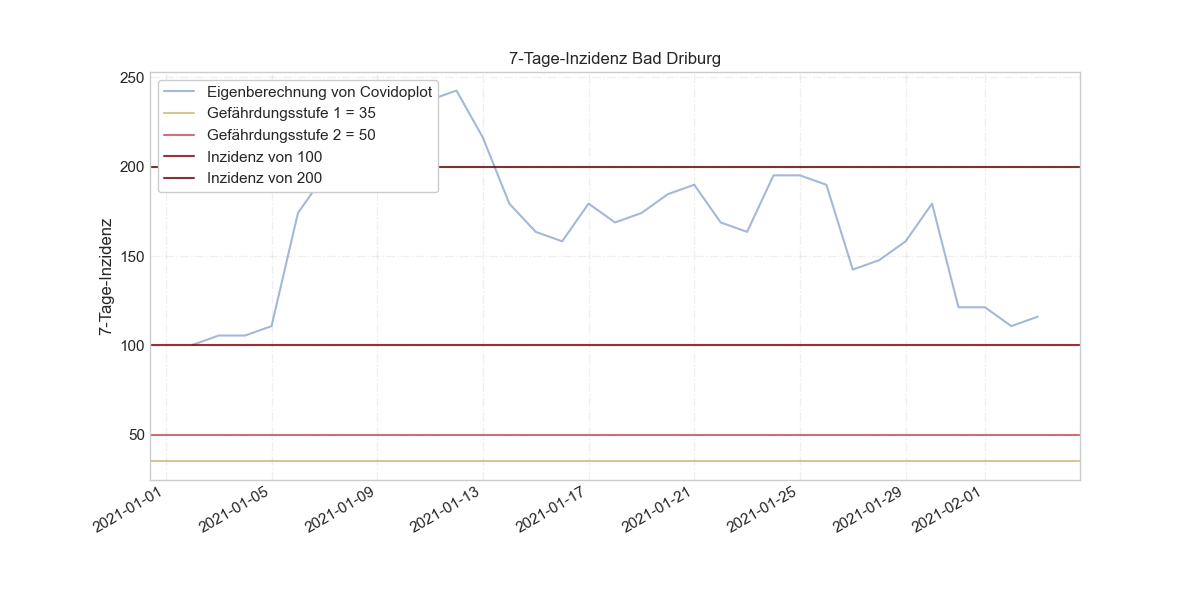 7-Tage-Inzidenz Bad Driburg
Eigenberechnung von Covidoplot
Gefährdungsstufe 1 = 35
Gefährdungsstufe 2 = 50
Inzidenz von 100
Inzidenz von 200
7-Tage-Inzidenz
250
200
150
100
50
2021-01-01
2021-01-05
2021-01-09
2021-01-13
2021-01-17
2021-01-21
2021-01-25
2021-01-29
2021-02-01